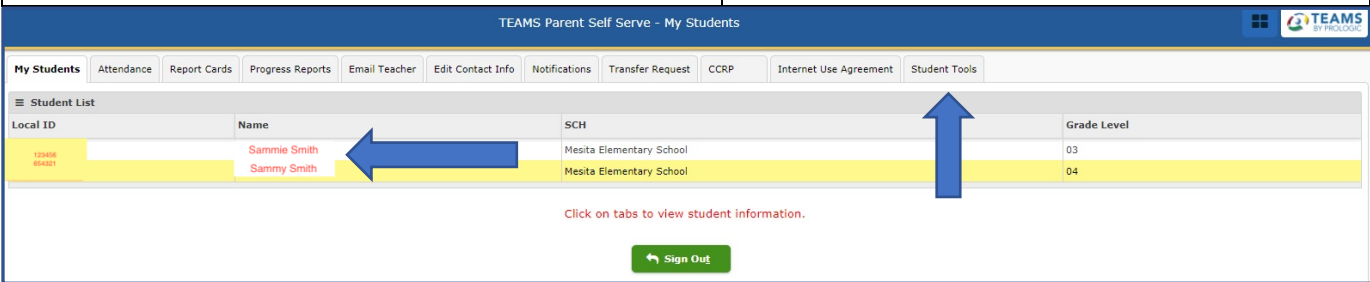 TEAMS Parent Self Serve - My Students
TEAMS
BY PROLOGIC
My Students Attendance Report Cards Progress Reports Email Teacher Edit Contact Info Notifications Transfer Request CCRP Internet Use Agreement Student Tools
Student List
Local ID Name SCH Grade Level
123456 Sammie Smith Mesita Elementary School 03
654321 Sammy Smith Mesita Elementary School 04
Click on tabs to view student information.
Sign Out